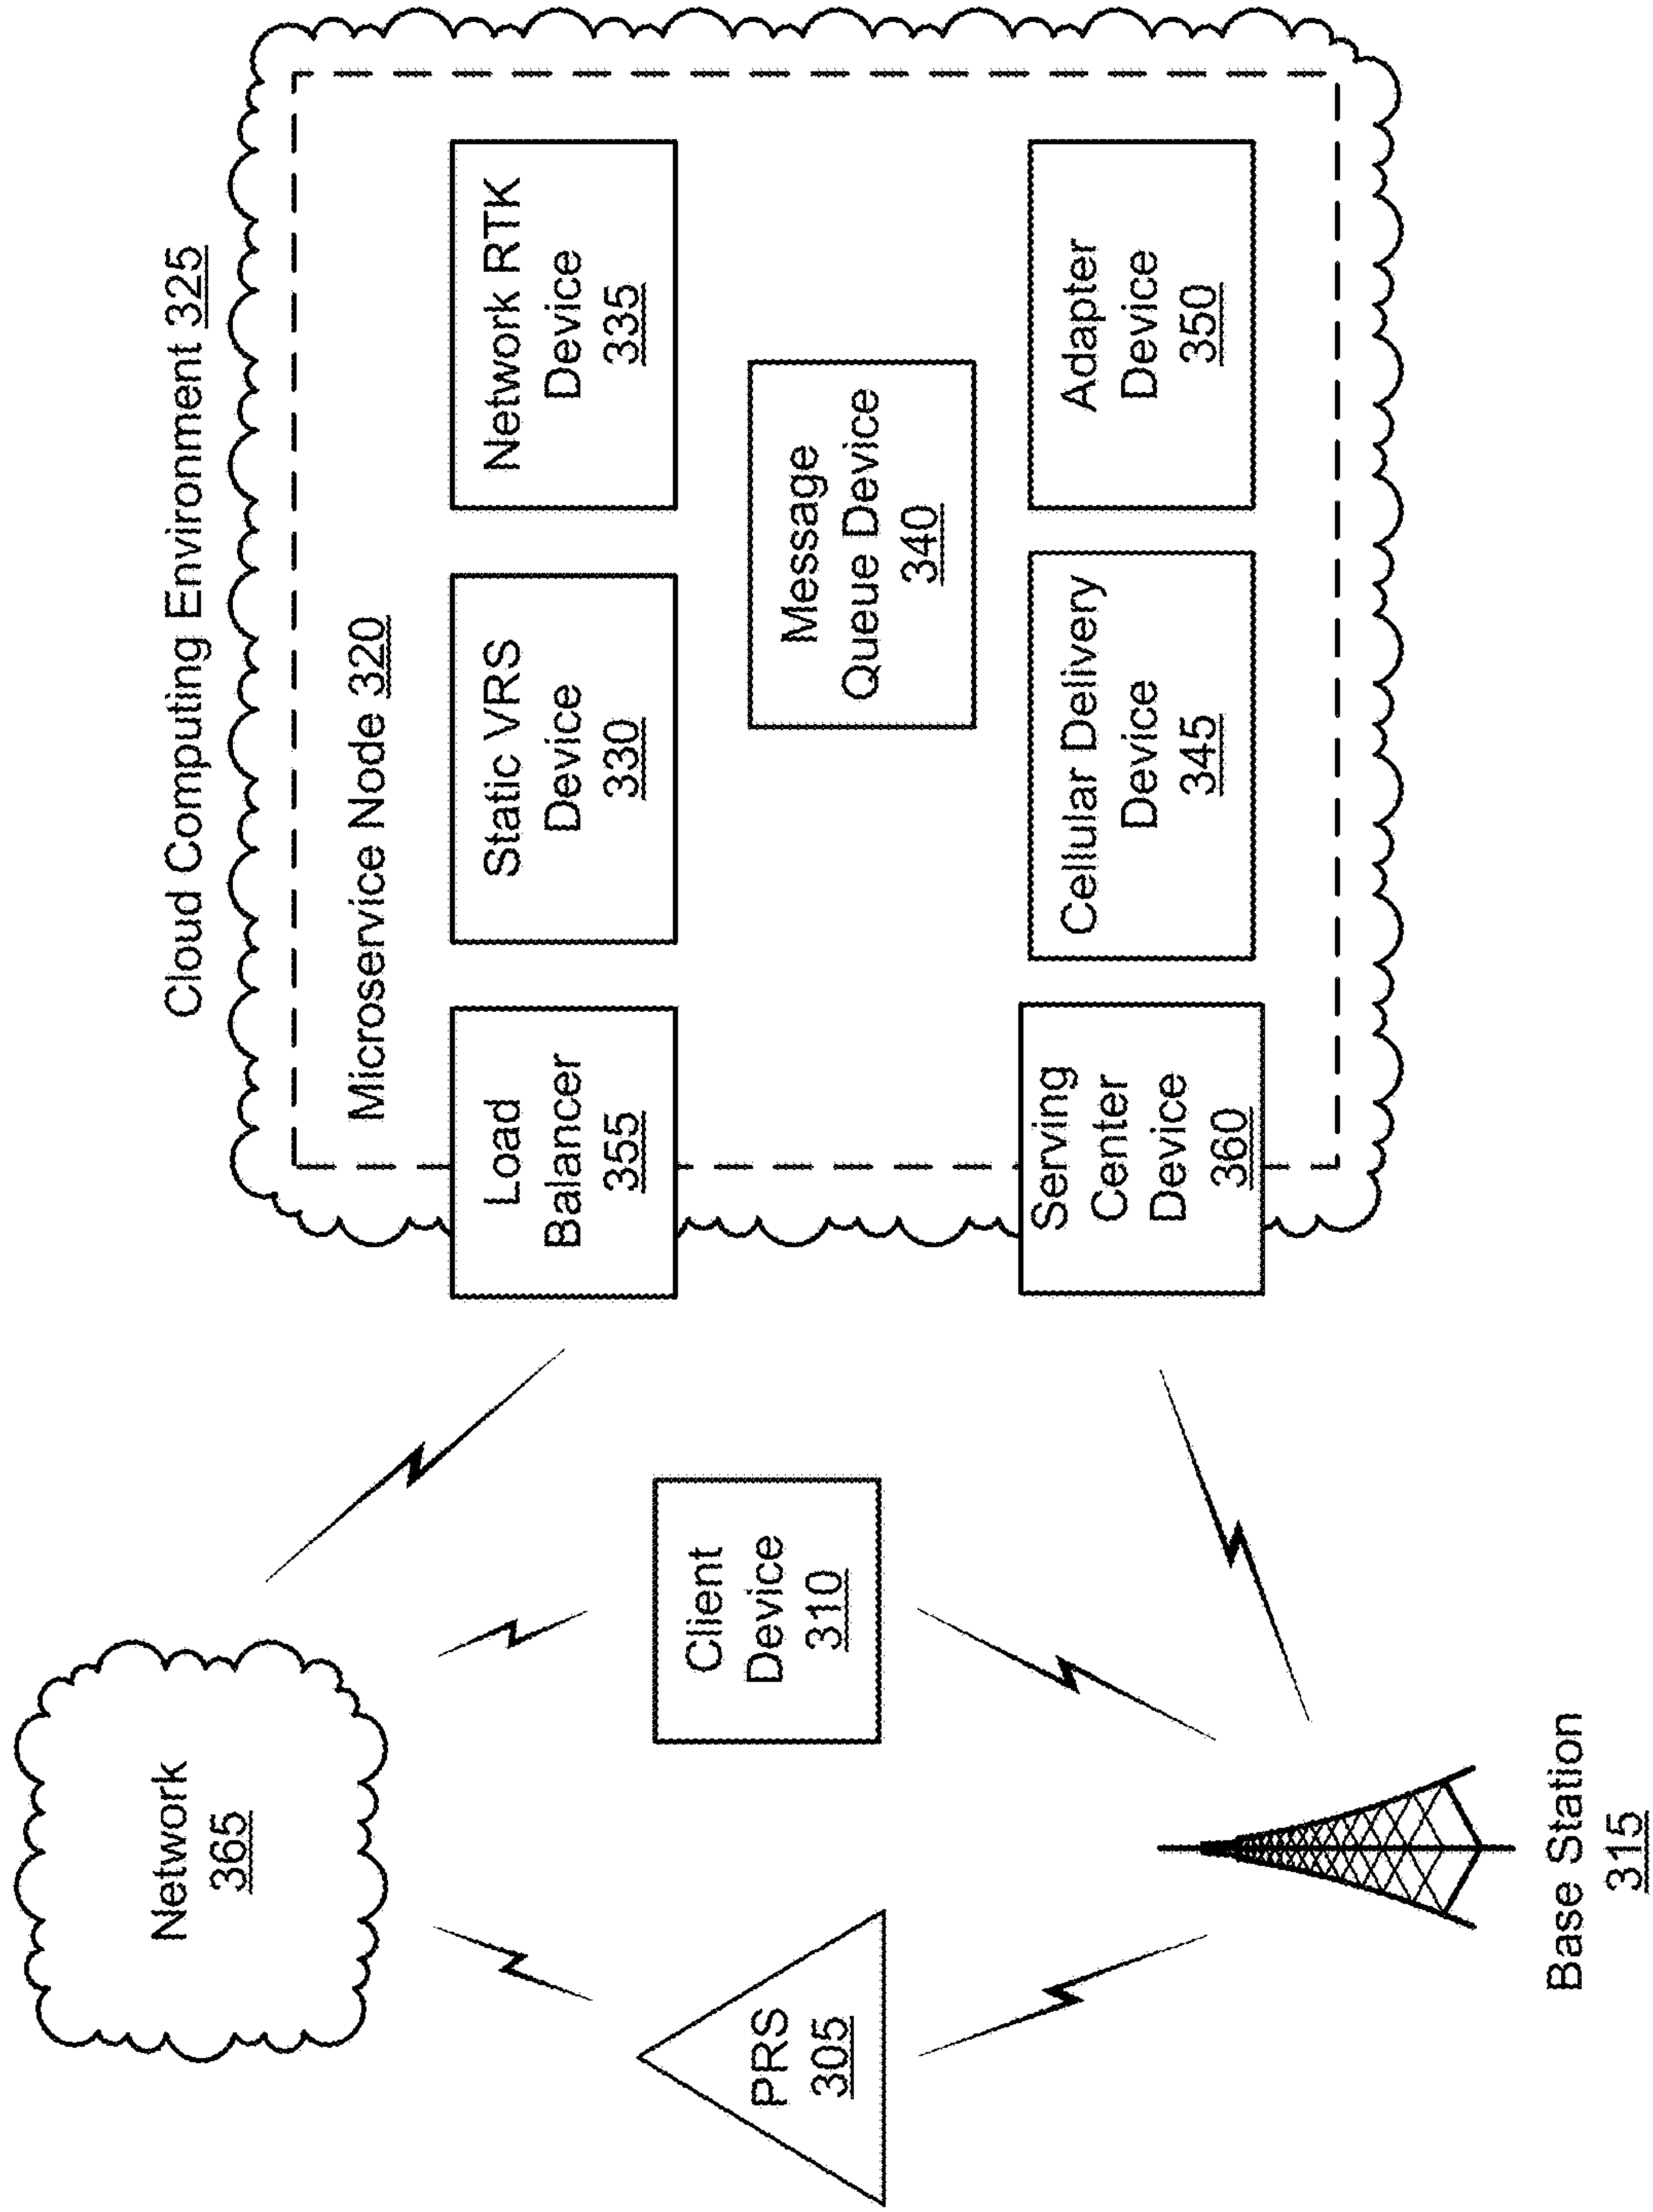 Cloud Computing Environment 325
Network
365
Microservice Node 320
Load
Balancer
355
Static VRS
Device
330
Network RTK
Device
335
PRS
305
Client
Device
310
Message
Queue Device
340
Serving
Center
Device
360
Cellular Delivery
Device
345
Adapter
Device
350
Base Station
315